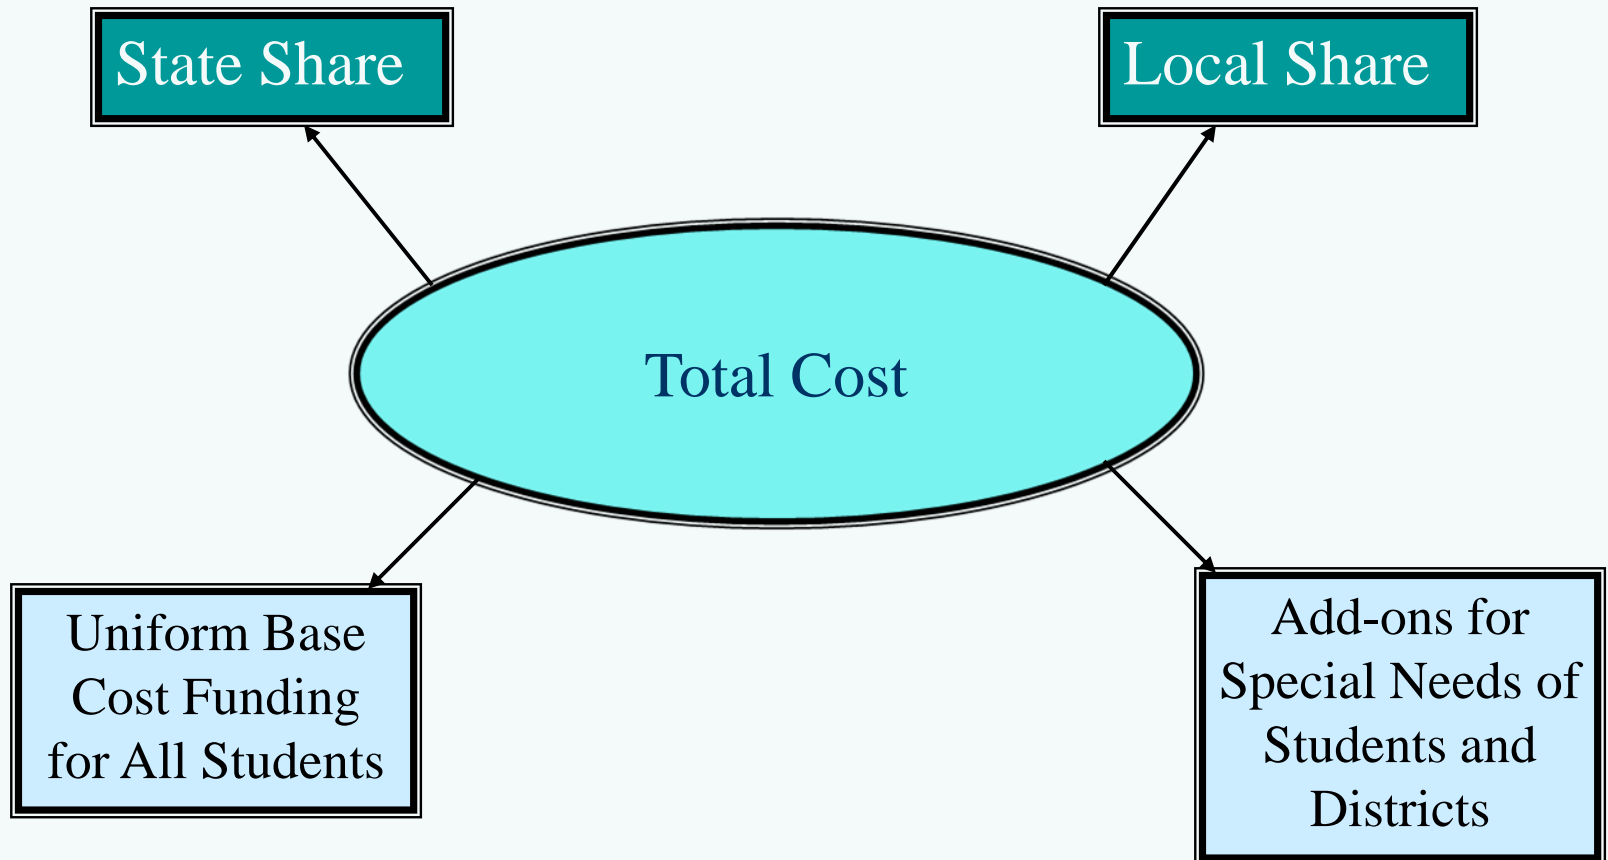 State Share
Local Share
Total Cost
Uniform Base
Cost Funding
for All Students
Add-ons for
Special Needs of
Students and
Districts